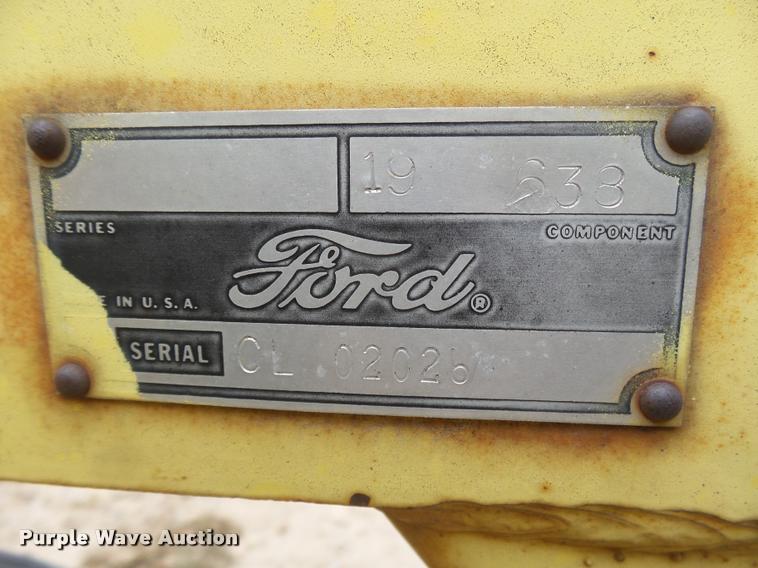 19 638
SERIES
COMPONENT
Ford®
IN U. S. A.
SERIAL CL 02026
Purple Wave Auction